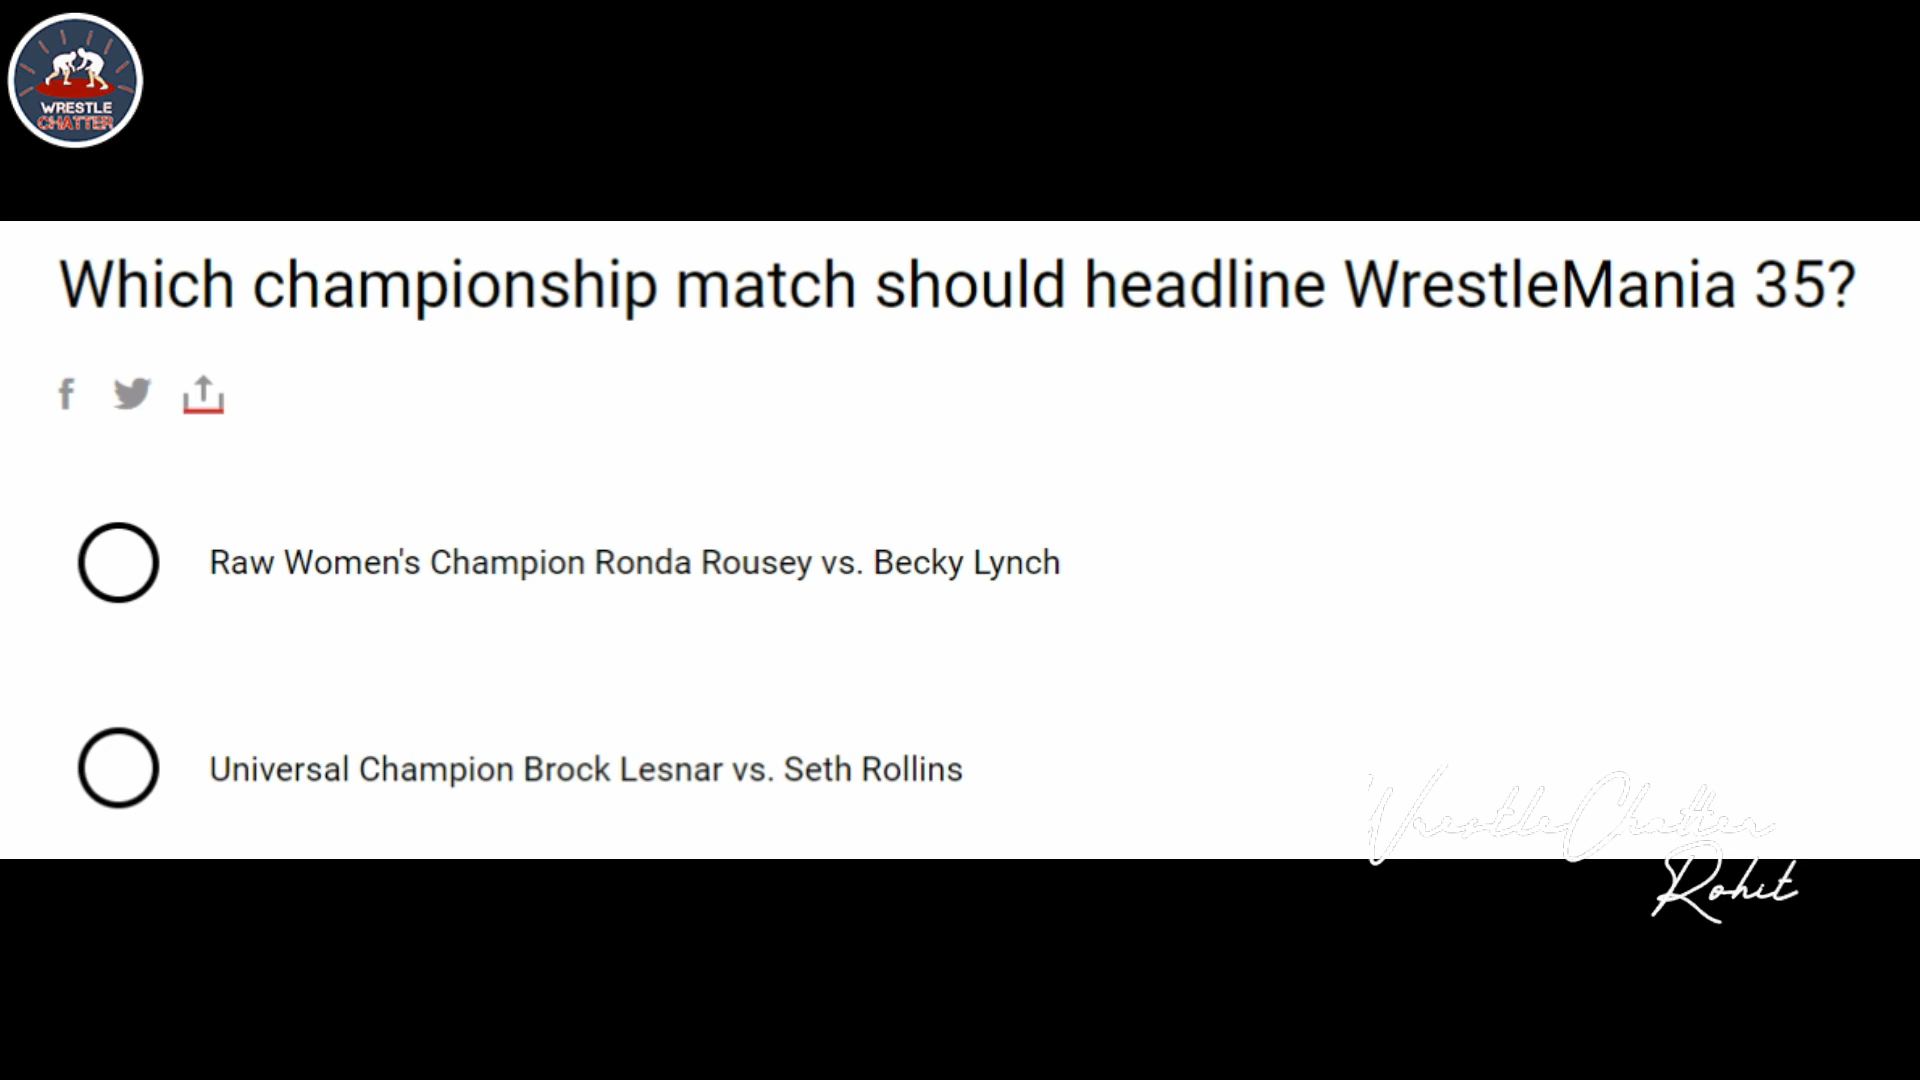 WRESTLE
CHATTER
Which championship match should headline WrestleMania 35?
Raw Women's Champion Ronda Rousey vs. Becky Lynch
Universal Champion Brock Lesnar vs. Seth Rollins
WrestleChatter
Rohit